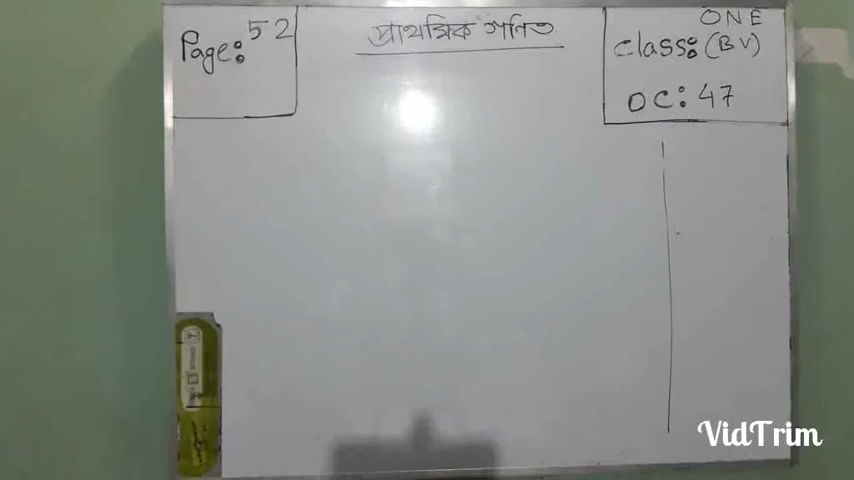 Page: 52
প্রাথমিক গণিত
ONE
Class: (BV)
OC: 47
VidTrim